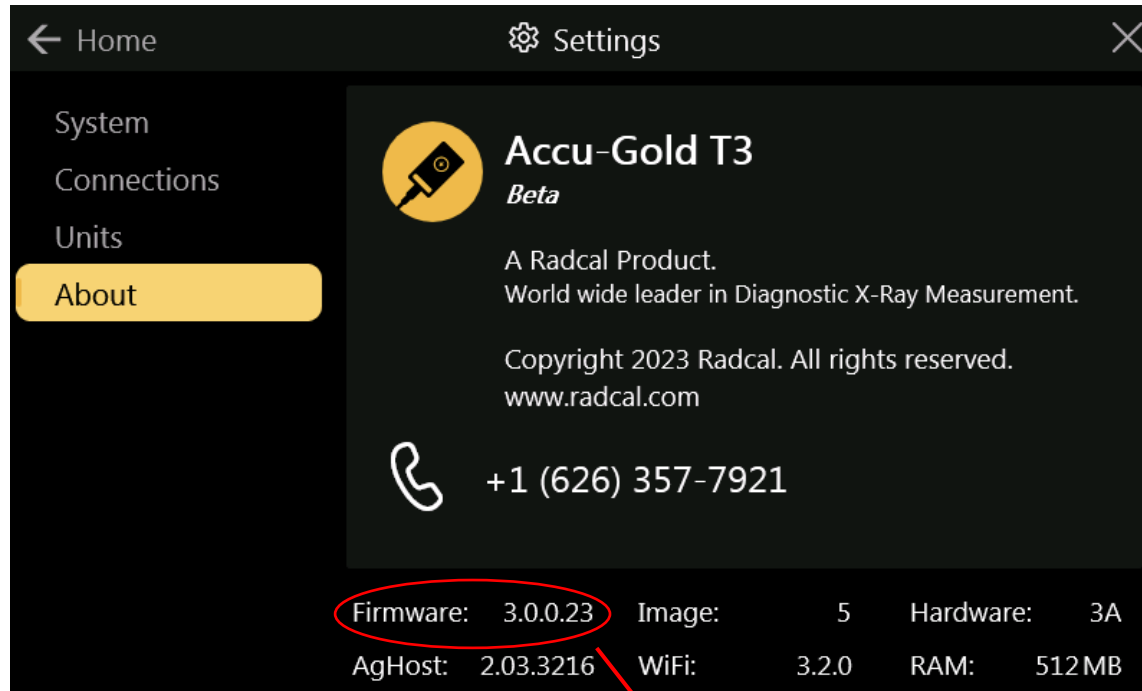 Home
Settings
System
Connections
Units
About
Accu-Gold T3
Beta
A Radcal Product.
World wide leader in Diagnostic X-Ray Measurement.
Copyright 2023 Radcal. All rights reserved.
www.radcal.com
+1 (626) 357-7921
Firmware: 3.0.0.23 Image: 5 Hardware: 3A
AgHost: 2.03.3216 WiFi: 3.2.0 RAM: 512MB